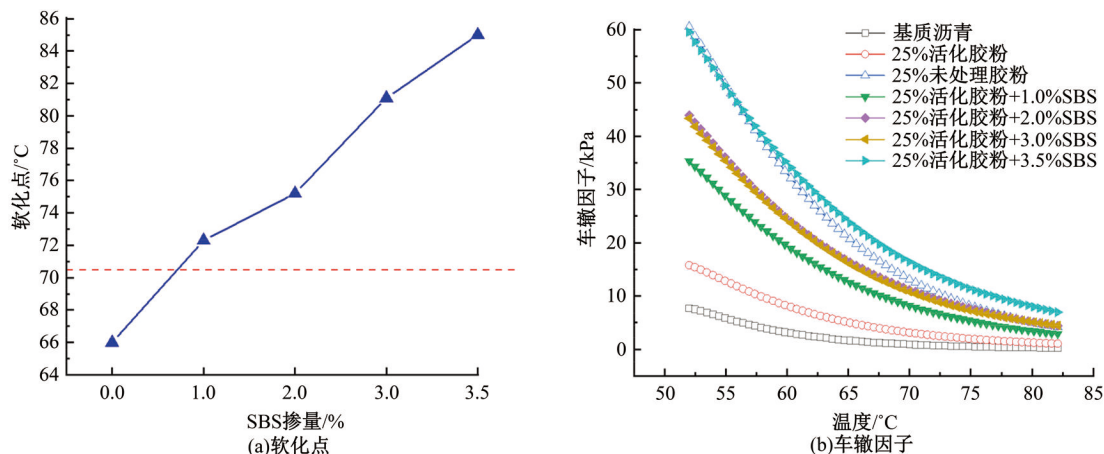 86
84
82
80
78
76
74
72
70
68
66
64
软化点/°C
0.0 1.0 2.0 3.0 3.5
SBS掺量/%
(a)软化点
60
50
40
30
20
10
0
车辙因子/kPa
基质沥青
25%活化胶粉
25%未处理胶粉
25%活化胶粉+1.0%SBS
25%活化胶粉+2.0%SBS
25%活化胶粉+3.0%SBS
25%活化胶粉+3.5%SBS
50 55 60 65 70 75 80 85
温度/°C
(b)车辙因子